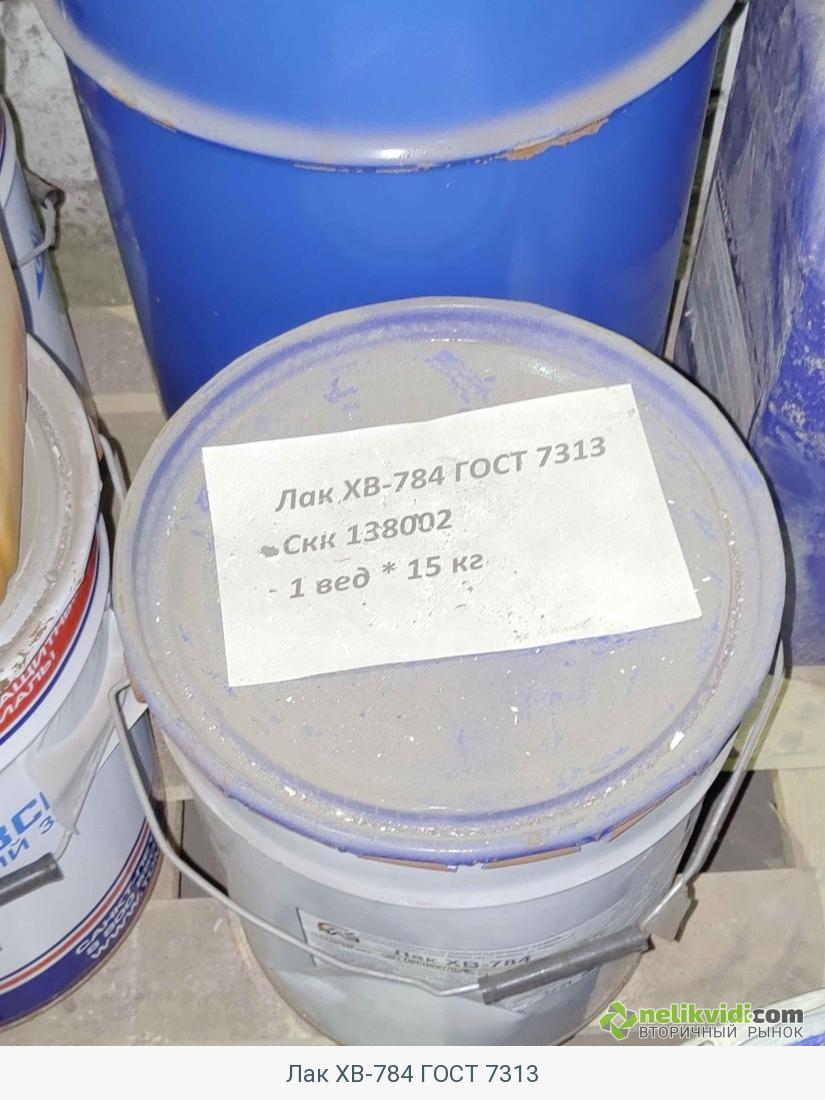 Лак ХВ-784 ГОСТ 7313
Скк 138002
- 1 вед * 15 кг
Лак ХВ-784
nelikvidi.com
ВТОРИЧНЫЙ РЫНОК
Лак ХВ-784 ГОСТ 7313